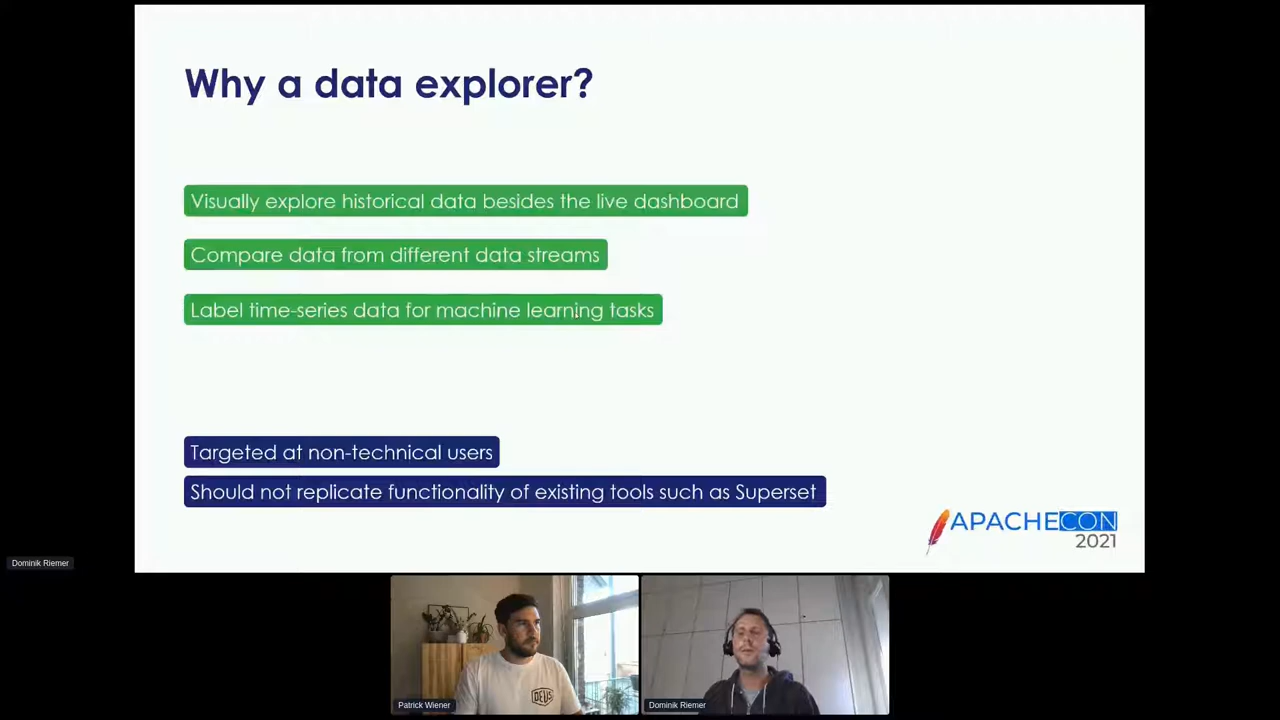 Why a data explorer?
Visually explore historical data besides the live dashboard
Compare data from different data streams
Label time-series data for machine learning tasks
Targeted at non-technical users
Should not replicate functionality of existing tools such as Superset
APACHECON
2021
Dominik Riemer
DEUS
Patrick Wiener
Dominik Riemer